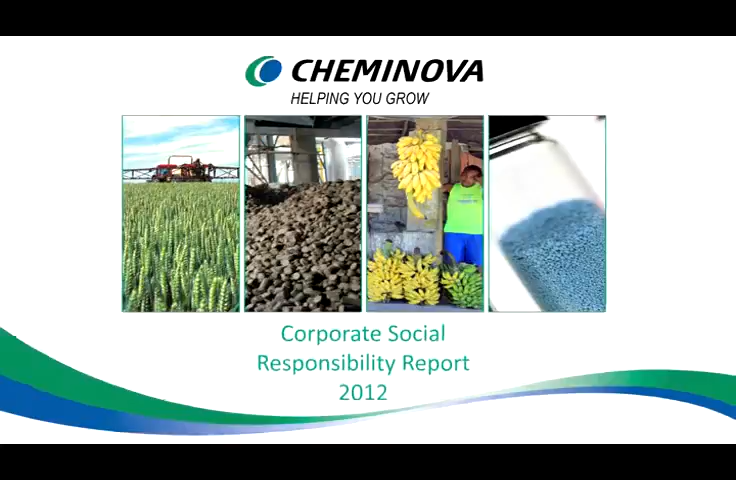 CHEMINOVA
HELPING YOU GROW
Corporate Social
Responsibility Report
2012